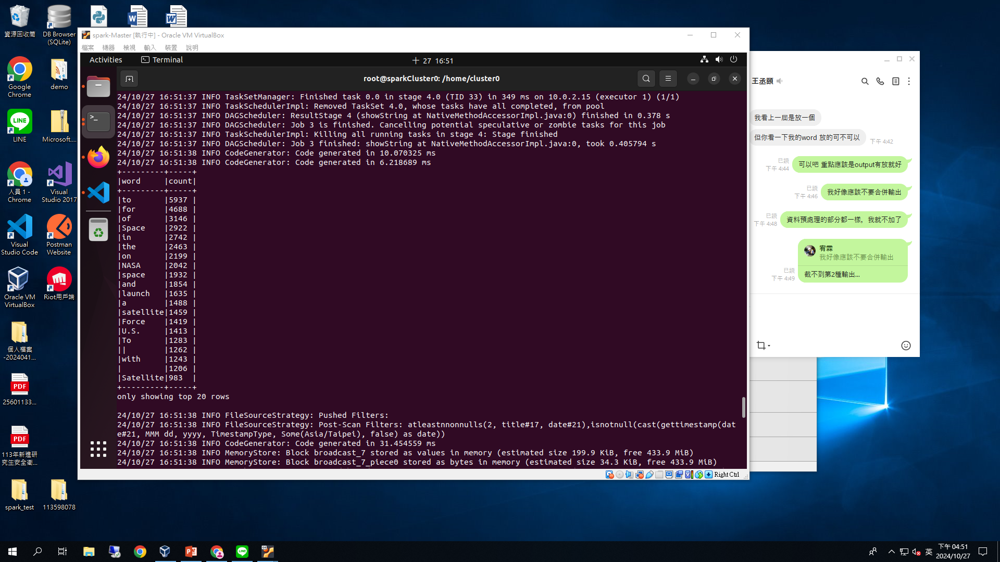 資源回收筒
DB Browser
(SQLite)
Google
Chrome
demo
LINE
Microsoft....
人員 1 -
Chrome
Visual
Studio 2017
Visual
Studio Code
Postman
Website
Oracle VM
VirtualBox
Riot用戶端
個人檔案
-2024041...
PDF
25601133...
PDF
113年新進研
究生安全衛...
spark_test
113598078
spark-Master [執行中] - Oracle VM VirtualBox
檔案 機器 檢視 輸入 裝置 說明
Activities Terminal 十 27 16:51
root@sparkCluster0: /home/cluster0
24/10/27 16:51:37 INFO TaskSetManager: Finished task 0.0 in stage 4.0 (TID 33) in 349 ms on 10.0.2.15 (executor 1) (1/1)
24/10/27 16:51:37 INFO TaskSchedulerImpl: Removed TaskSet 4.0, whose tasks have all completed, from pool
24/10/27 16:51:37 INFO DAGScheduler: ResultStage 4 (showString at NativeMethodAccessorImpl.java:0) finished in 0.378 s
24/10/27 16:51:37 INFO DAGScheduler: Job 3 is finished. Cancelling potential speculative or zombie tasks for this job
24/10/27 16:51:37 INFO TaskSchedulerImpl: Killing all running tasks in stage 4: Stage finished
24/10/27 16:51:37 INFO DAGScheduler: Job 3 finished: showString at NativeMethodAccessorImpl.java:0, took 0.405794 s
24/10/27 16:51:38 INFO CodeGenerator: Code generated in 10.070325 ms
24/10/27 16:51:38 INFO CodeGenerator: Code generated in 6.218689 ms
+---------+-----+
|word     |count|
+---------+-----+
|to       |5937 |
|for      |4688 |
|of       |3146 |
|Space    |2922 |
|in       |2742 |
|the      |2463 |
|on       |2199 |
|NASA     |2042 |
|space    |1932 |
|and      |1854 |
|launch   |1635 |
|a        |1488 |
|satellite|1459 |
|Force    |1419 |
|U.S.     |1413 |
|To       |1283 |
||        |1262 |
|with     |1243 |
|         |1206 |
|Satellite|983  |
+---------+-----+
only showing top 20 rows
24/10/27 16:51:38 INFO FileSourceStrategy: Pushed Filters:
24/10/27 16:51:38 INFO FileSourceStrategy: Post-Scan Filters: atleastnnonnulls(2, title#17, date#21),isnotnull(cast(gettimestamp(dat
e#21, MMM dd, yyyy, TimestampType, Some(Asia/Taipei), false) as date))
24/10/27 16:51:38 INFO CodeGenerator: Code generated in 31.454559 ms
24/10/27 16:51:38 INFO MemoryStore: Block broadcast_7 stored as values in memory (estimated size 199.9 KiB, free 433.9 MiB)
24/10/27 16:51:38 INFO MemoryStore: Block broadcast_7_piece0 stored as bytes in memory (estimated size 34.3 KiB, free 433.9 MiB)
Right Ctrl
王丞頤
我看上一屆是放一個
但你看一下我的word 放的可不可以
下午 4:42
已讀
下午 4:44
可以吧 重點應該是output有放就好
已讀
下午 4:46
我好像應該不要合併輸出
已讀
下午 4:48
資料預處理的部分都一樣，我就不加了
宥霖
我好像應該不要合併輸出
已讀
下午 4:49
截不到第2種輸出...
英
下午 04:51
2024/10/27